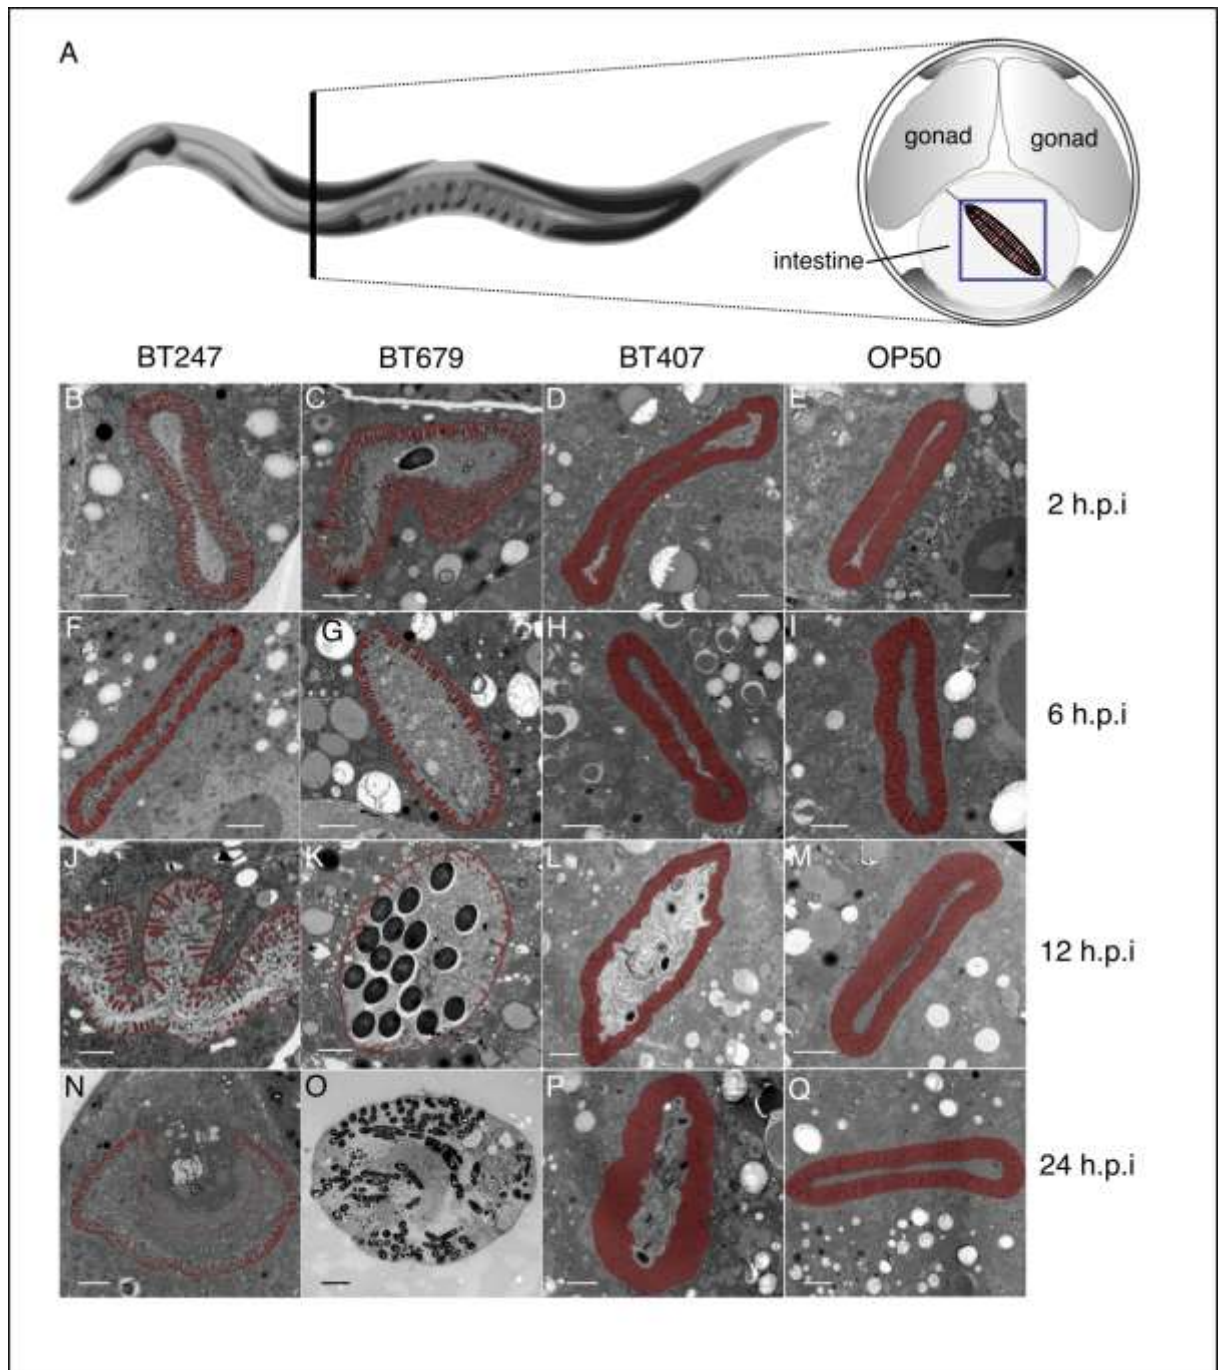 A
gonad
gonad
intestine
BT247
BT679
BT407
OP50
B
C
D
E
2 h.p.i
F
G
H
I
6 h.p.i
J
K
L
M
12 h.p.i
N
O
P
Q
24 h.p.i